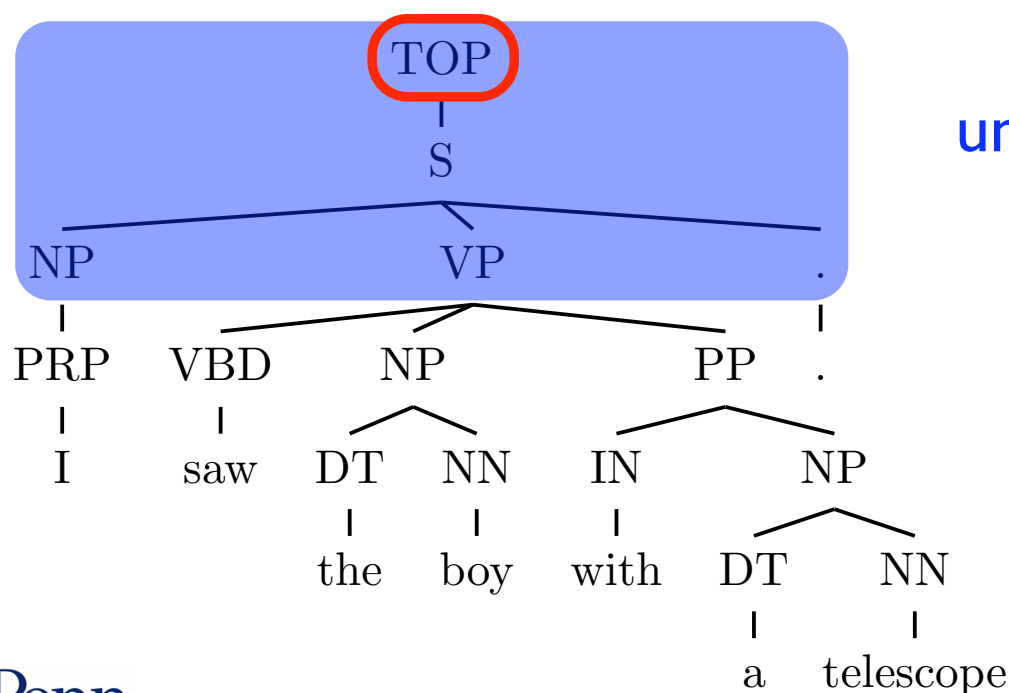 TOP
S
NP VP .
PRP VBD NP PP .
I saw DT NN IN NP
the boy with DT NN
a telescope